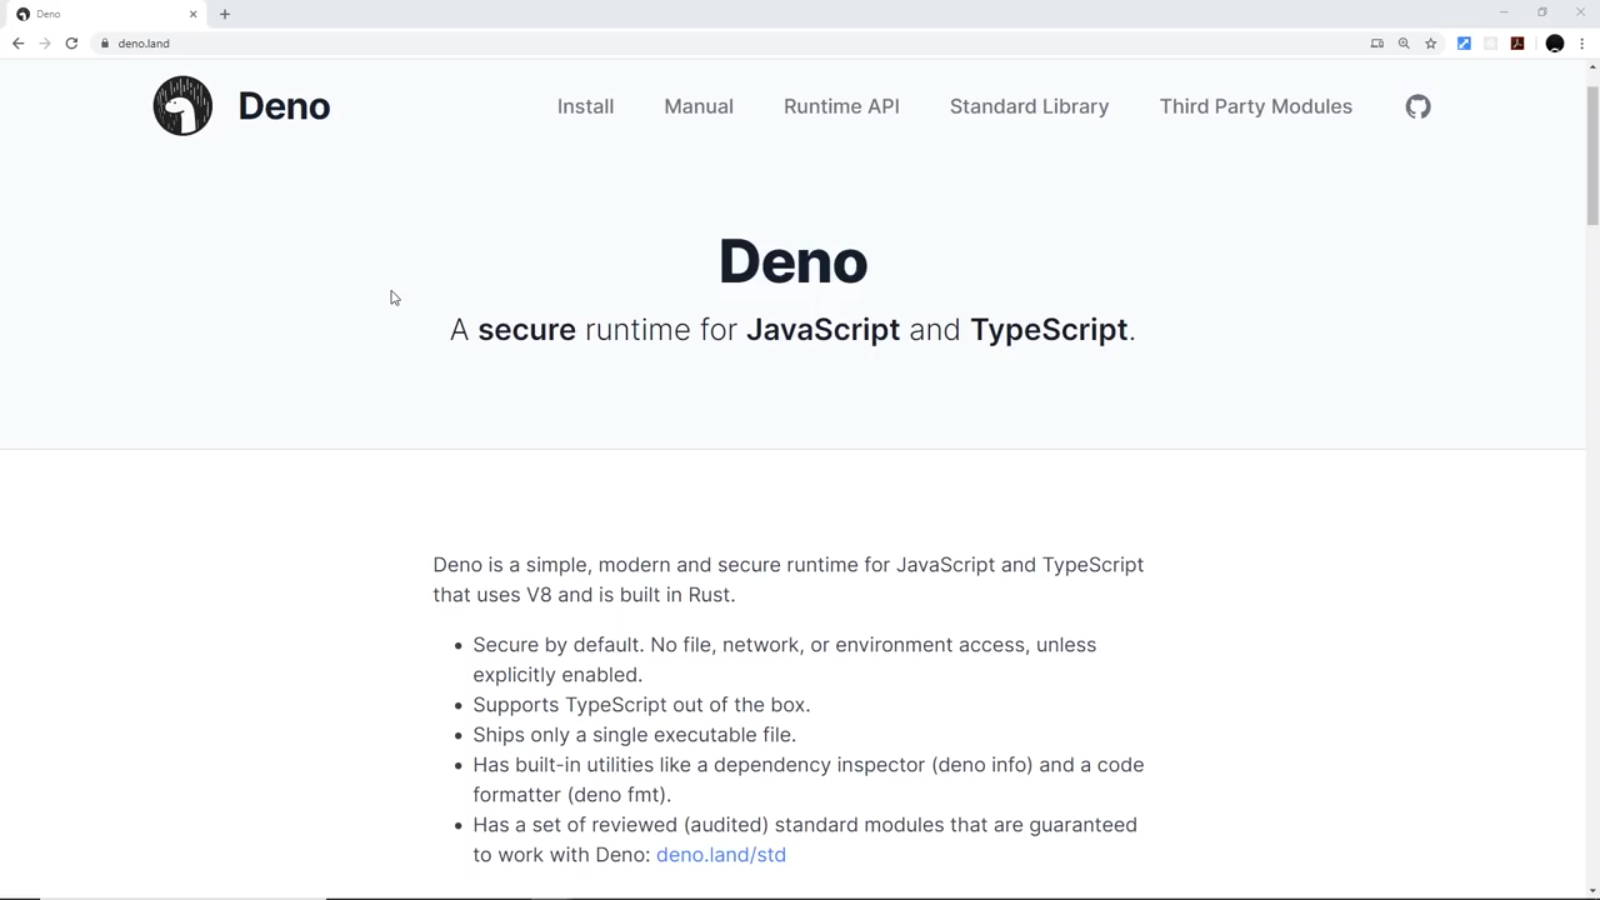 Deno
deno.land
Deno
Install
Manual
Runtime API
Standard Library
Third Party Modules
Deno
A secure runtime for JavaScript and TypeScript.
Deno is a simple, modern and secure runtime for JavaScript and TypeScript
that uses V8 and is built in Rust.
• Secure by default. No file, network, or environment access, unless
explicitly enabled.
• Supports TypeScript out of the box.
• Ships only a single executable file.
• Has built-in utilities like a dependency inspector (deno info) and a code
formatter (deno fmt).
• Has a set of reviewed (audited) standard modules that are guaranteed
to work with Deno: deno.land/std